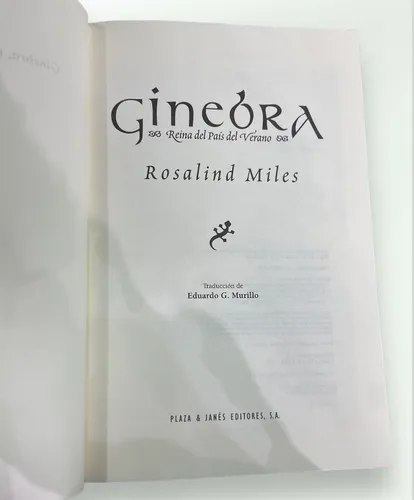 Ginebra
Reina del País del Verano
Rosalind Miles
Traducción de
Eduardo G. Murillo
PLAZA & JANÉS EDITORES, S.A.